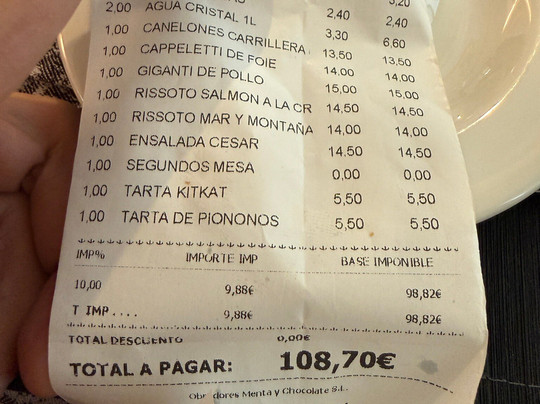 3,20
2,40 2,40
2,00 AGUA CRISTAL 1L 3,30 6,60
1,00 CANELONES CARRILLERA 13,50 13,50
1,00 CAPPELETTI DE FOIE 14,00 14,00
1,00 GIGANTI DE POLLO 15,00 15,00
1,00 RISSOTO SALMON A LA CR 14,50 14,50
1,00 RISSOTO MAR Y MONTAÑA 14,00 14,00
1,00 ENSALADA CESAR 14,50 14,50
1,00 SEGUNDOS MESA 0,00 0,00
1,00 TARTA KITKAT 5,50 5,50
1,00 TARTA DE PIONONOS 5,50 5,50
IMP% IMPORTE IMP BASE IMPONIBLE
10,00 9,88€ 98,82€
T IMP.... 9,88€ 98,82€
TOTAL DESCUENTO 0,00€
TOTAL A PAGAR: 108,70€
Menta y Chocolate S.L.